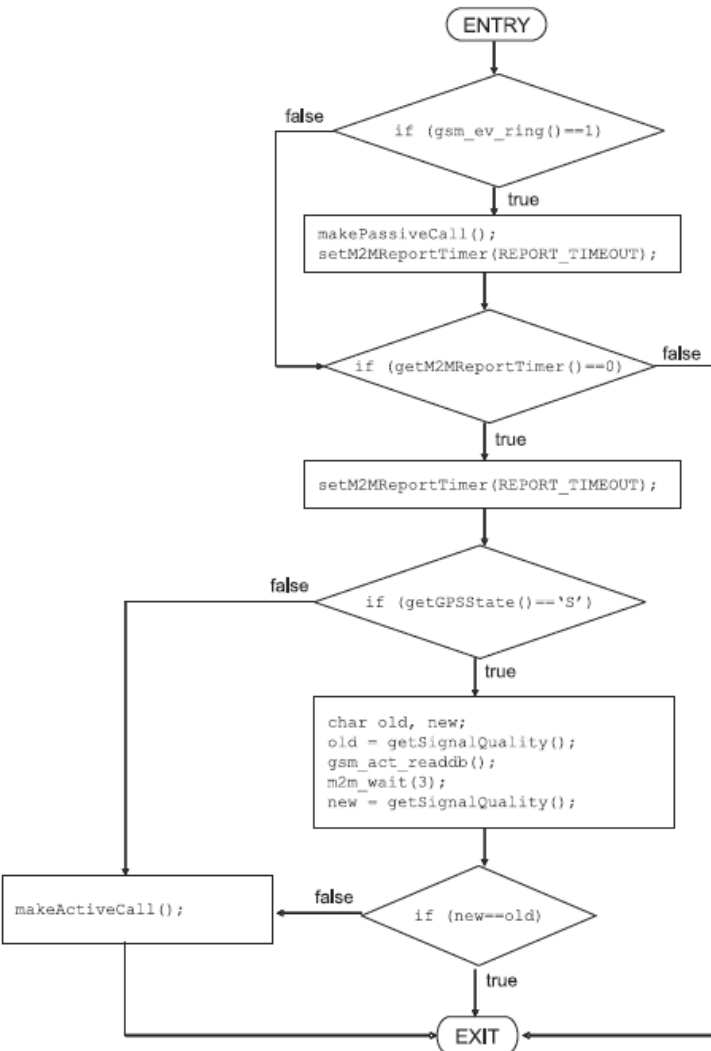 ENTRY
false
if (gsm_ev_ring()==1)
true
makePassiveCall();
setM2MReportTimer(REPORT_TIMEOUT);
false
if (getM2MReportTimer()==0)
true
setM2MReportTimer(REPORT_TIMEOUT);
false
if (getGPSState()==‘S’)
true
char old, new;
old = getSignalQuality();
gsm_act_readdb();
m2m_wait(3);
new = getSignalQuality();
makeActiveCall();
false
if (new==old)
true
EXIT